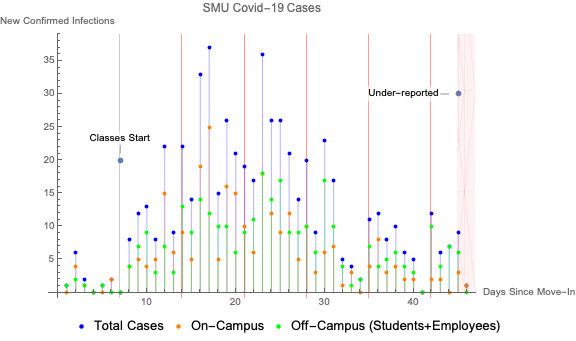 SMU Covid-19 Cases
New Confirmed Infections
35
30
25
20
15
10
5
Under-reported
Classes Start
10
20
30
40
Days Since Move-In
Total Cases
On-Campus
Off-Campus (Students+Employees)